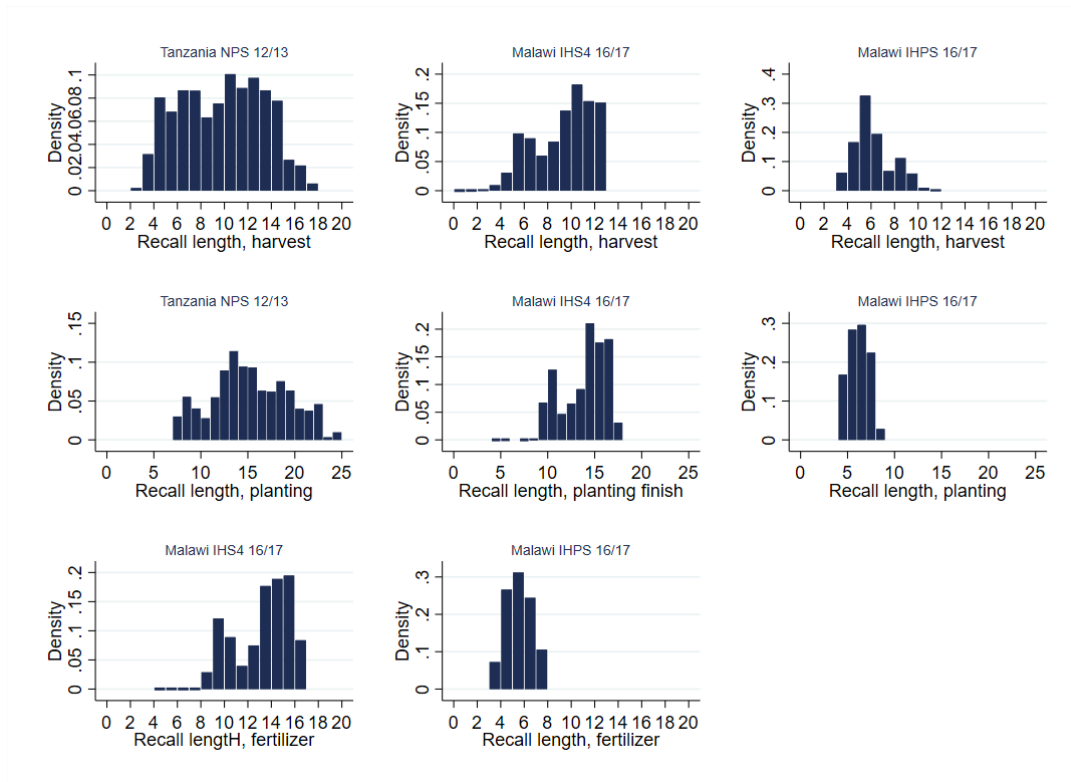 Tanzania NPS 12/13
Density
0 .02.04.06.08 .1
0 2 4 6 8 10 12 14 16 18 20
Recall length, harvest
Malawi IHS4 16/17
Density
0 .05 .1 .15 .2
0 2 4 6 8 10 12 14 16 18 20
Recall length, harvest
Malawi IHPS 16/17
Density
0 .1 .2 .3 .4
0 2 4 6 8 10 12 14 16 18 20
Recall length, harvest
Tanzania NPS 12/13
Density
0 .05 .1 .15
0 5 10 15 20 25
Recall length, planting
Malawi IHS4 16/17
Density
0 .05 .1 .15 .2
0 5 10 15 20 25
Recall length, planting finish
Malawi IHPS 16/17
Density
0 .1 .2 .3
0 5 10 15 20 25
Recall length, planting
Malawi IHS4 16/17
Density
0 .05 .1 .15 .2
0 2 4 6 8 10 12 14 16 18 20
Recall lengtH, fertilizer
Malawi IHPS 16/17
Density
0 .1 .2 .3
0 2 4 6 8 10 12 14 16 18 20
Recall length, fertilizer